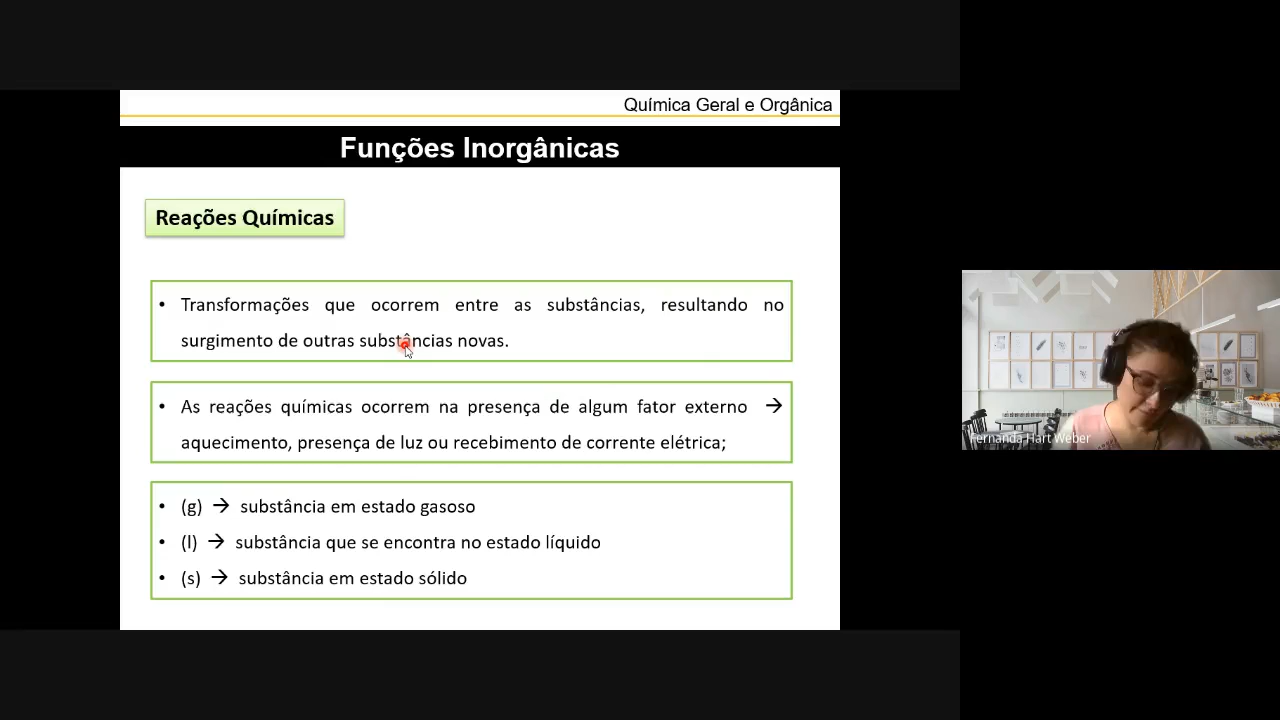 Química Geral e Orgânica
Funções Inorgânicas
Reações Químicas
• Transformações que ocorrem entre as substâncias, resultando no
surgimento de outras substâncias novas.
• As reações químicas ocorrem na presença de algum fator externo →
aquecimento, presença de luz ou recebimento de corrente elétrica;
• (g) → substância em estado gasoso
• (l) → substância que se encontra no estado líquido
• (s) → substância em estado sólido
Fernanda Hart Weber